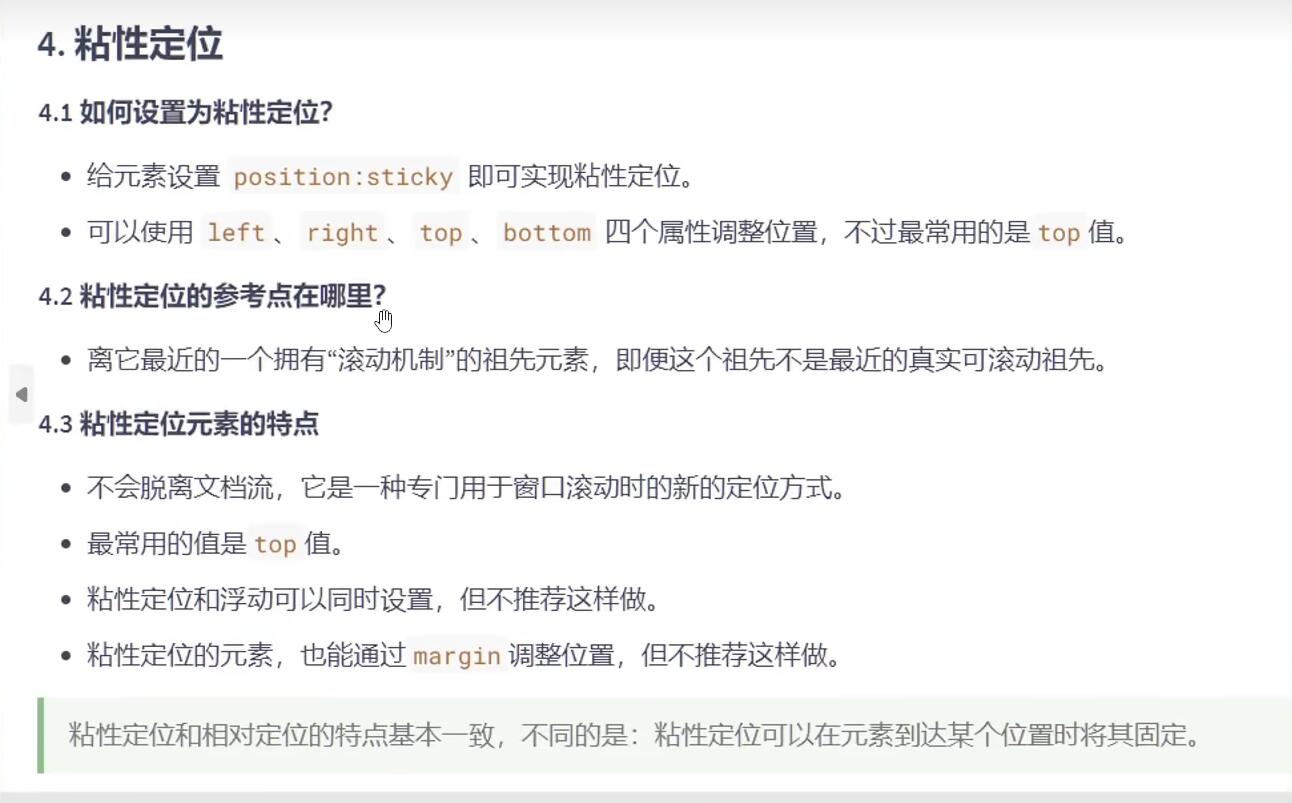 4. 粘性定位
4.1 如何设置为粘性定位？
• 给元素设置 position:sticky 即可实现粘性定位。
• 可以使用 left 、 right 、 top 、 bottom 四个属性调整位置，不过最常用的是 top 值。
4.2 粘性定位的参考点在哪里？
• 离它最近的一个拥有“滚动机制”的祖先元素，即便这个祖先不是最近的真实可滚动祖先。
4.3 粘性定位元素的特点
• 不会脱离文档流，它是一种专门用于窗口滚动时的新的定位方式。
• 最常用的值是 top 值。
• 粘性定位和浮动可以同时设置，但不推荐这样做。
• 粘性定位的元素，也能通过 margin 调整位置，但不推荐这样做。
粘性定位和相对定位的特点基本一致，不同的是：粘性定位可以在元素到达某个位置时将其固定。